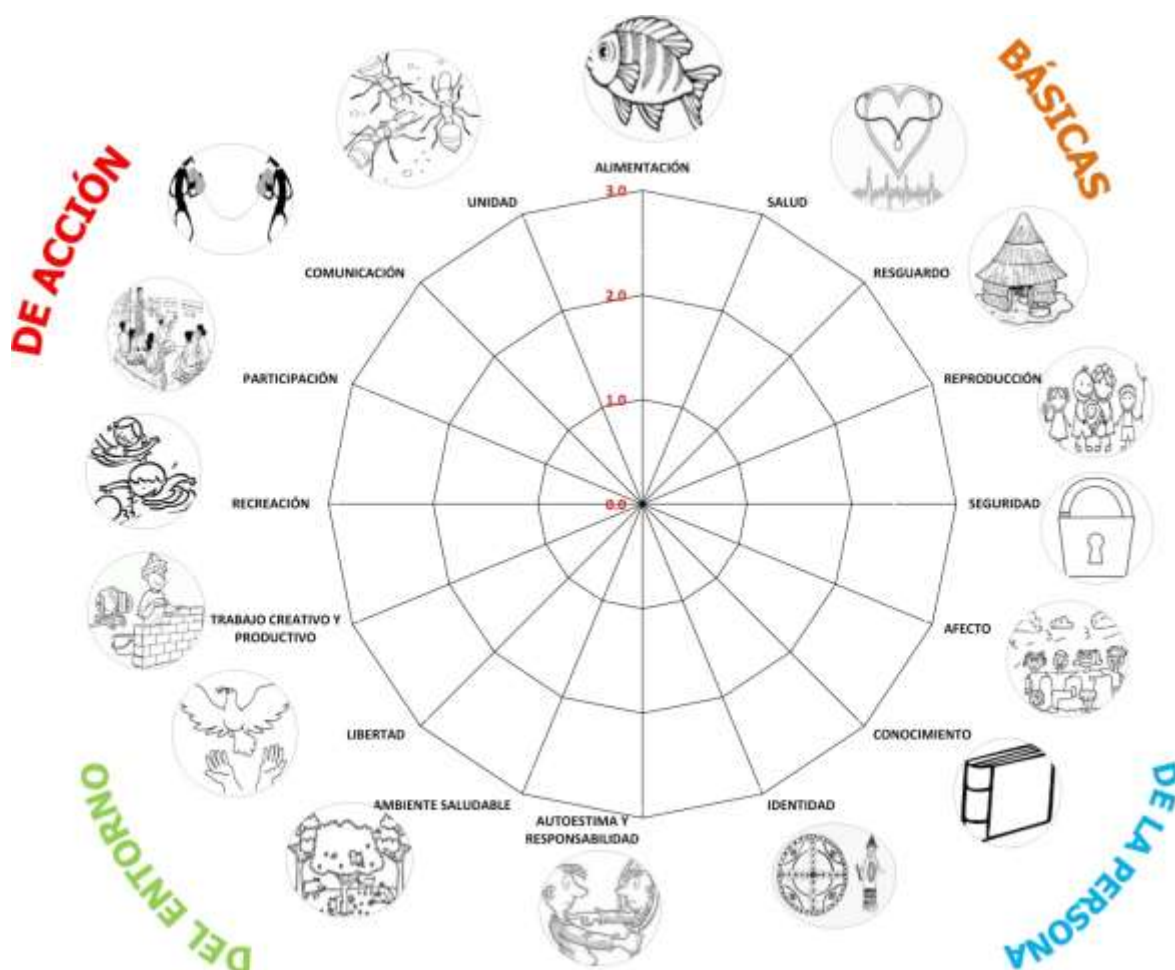 BÁSICAS
DE ACCIÓN
ALIMENTACIÓN
3.0
UNIDAD
SALUD
COMUNICACIÓN
RESGUARDO
2.0
PARTICIPACIÓN
REPRODUCCIÓN
1.0
RECREACIÓN
0.0
SEGURIDAD
TRABAJO CREATIVO Y
PRODUCTIVO
AFECTO
LIBERTAD
CONOCIMIENTO
AMBIENTE SALUDABLE
AUTOESTIMA Y
RESPONSABILIDAD
IDENTIDAD
DEL ENTORNO
DE LA PERSONA